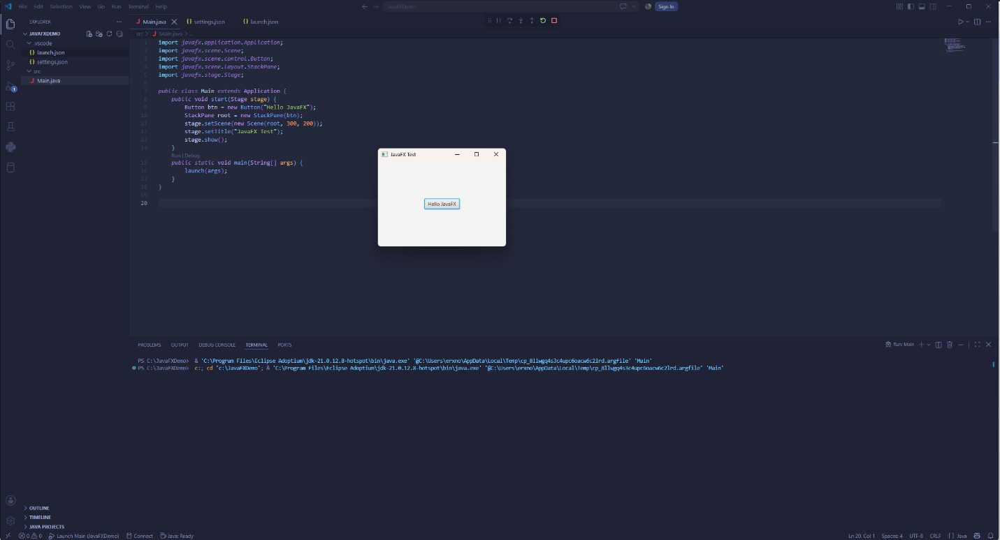 File Edit Selection View Go Run Terminal Help
JavaFXDemo
Sign In
EXPLORER
JAVAFXDEMO
.vscode
{} launch.json
{} settings.json
src
J Main.java
1
J Main.java
{} settings.json
{} launch.json
src > J Main.java > ...
1 import javafx.application.Application;
2 import javafx.scene.Scene;
3 import javafx.scene.control.Button;
4 import javafx.scene.layout.StackPane;
5 import javafx.stage.Stage;
6
7 public class Main extends Application {
8 public void start(Stage stage) {
9 Button btn = new Button("Hello JavaFX");
10 StackPane root = new StackPane(btn);
11 stage.setScene(new Scene(root, 300, 200));
12 stage.setTitle("JavaFX Test");
13 stage.show();
14 }
Run | Debug
15 public static void main(String[] args) {
16 launch(args);
17 }
18 }
19
20
JavaFX Test
Hello JavaFX
PROBLEMS OUTPUT DEBUG CONSOLE TERMINAL PORTS
Run: Main
PS C:\JavaFXDemo> & 'C:\Program Files\Eclipse Adoptium\jdk-21.0.12.8-hotspot\bin\java.exe' '@C:\Users\erxno\AppData\Local\Temp\cp_8llwgq4s3c4upc6oacw6c2lrd.argfile' 'Main'
PS C:\JavaFXDemo> c:; cd 'c:\JavaFXDemo'; & 'C:\Program Files\Eclipse Adoptium\jdk-21.0.12.8-hotspot\bin\java.exe' '@C:\Users\erxno\AppData\Local\Temp\cp_8llwgq4s3c4upc6oacw6c2lrd.argfile' 'Main'
OUTLINE
TIMELINE
JAVA PROJECTS
0 0 Launch Main (JavaFXDemo) Connect Java: Ready
Ln 20, Col 1 Spaces: 4 UTF-8 CRLF {} Java